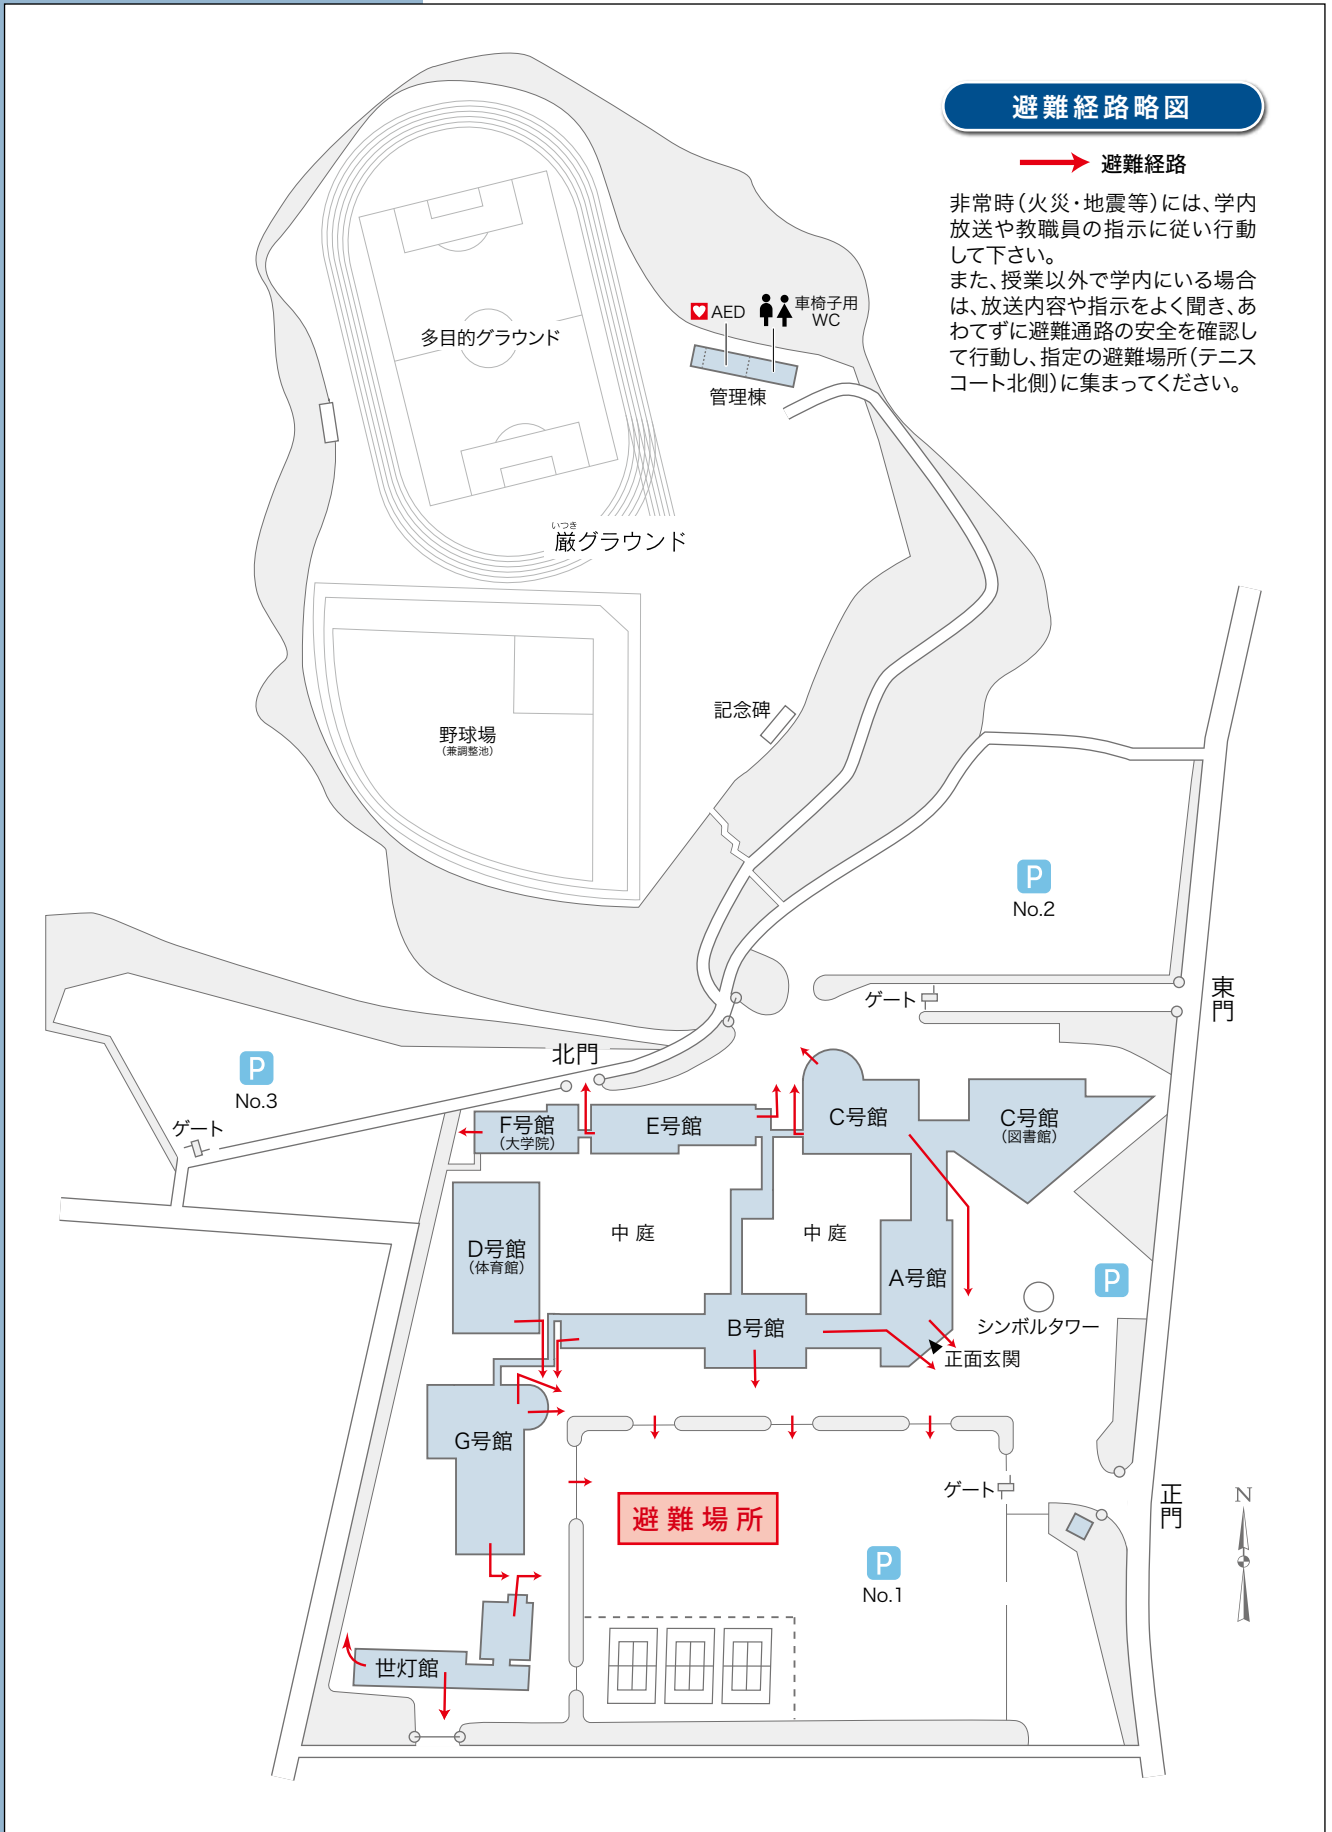 避難経路略図
避難経路
非常時（火災・地震等）には、学内
放送や教職員の指示に従い行動
して下さい。
また、授業以外で学内にいる場合
は、放送内容や指示をよく聞き、あ
わてずに避難通路の安全を確認し
て行動し、指定の避難場所（テニス
コート北側）に集まってください。
AED
車椅子用
WC
多目的グラウンド
管理棟
いつき
厳グラウンド
記念碑
野球場
（兼調整池）
P
No.2
東門
ゲート
北門
P
No.3
ゲート
F号館
（大学院）
E号館
C号館
C号館
（図書館）
D号館
（体育館）
中庭
中庭
A号館
P
シンボルタワー
B号館
正面玄関
G号館
ゲート
正門
N
避難場所
P
No.1
世灯館